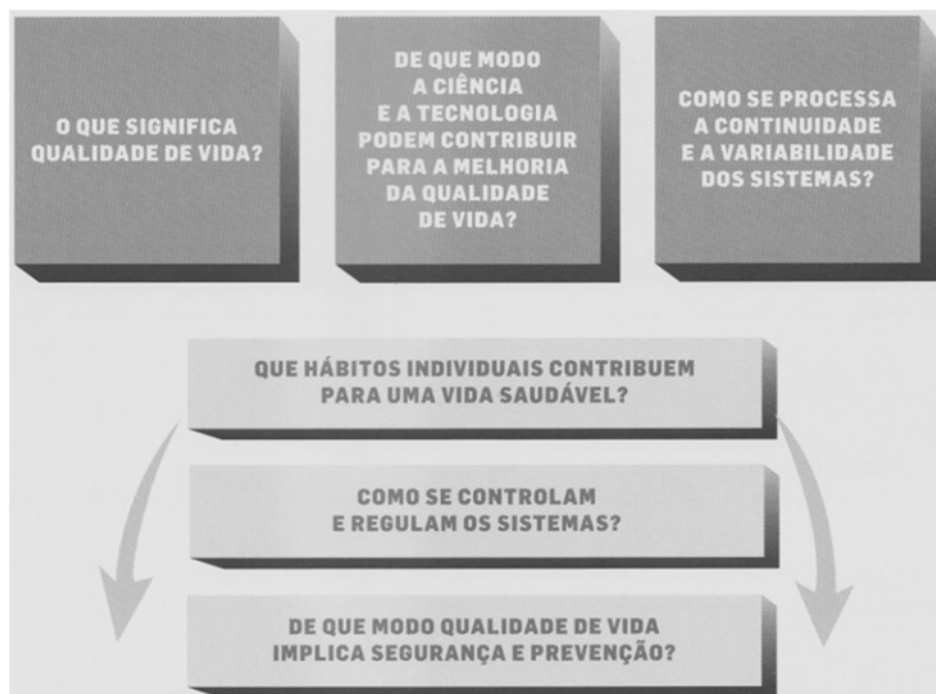 O QUE SIGNIFICA
QUALIDADE DE VIDA?
DE QUE MODO
A CIÊNCIA
E A TECNOLOGIA
PODEM CONTRIBUIR
PARA A MELHORIA
DA QUALIDADE
DE VIDA?
COMO SE PROCESSA
A CONTINUIDADE
E A VARIABILIDADE
DOS SISTEMAS?
QUE HÁBITOS INDIVIDUAIS CONTRIBUEM
PARA UMA VIDA SAUDÁVEL?
COMO SE CONTROLAM
E REGULAM OS SISTEMAS?
DE QUE MODO QUALIDADE DE VIDA
IMPLICA SEGURANÇA E PREVENÇÃO?